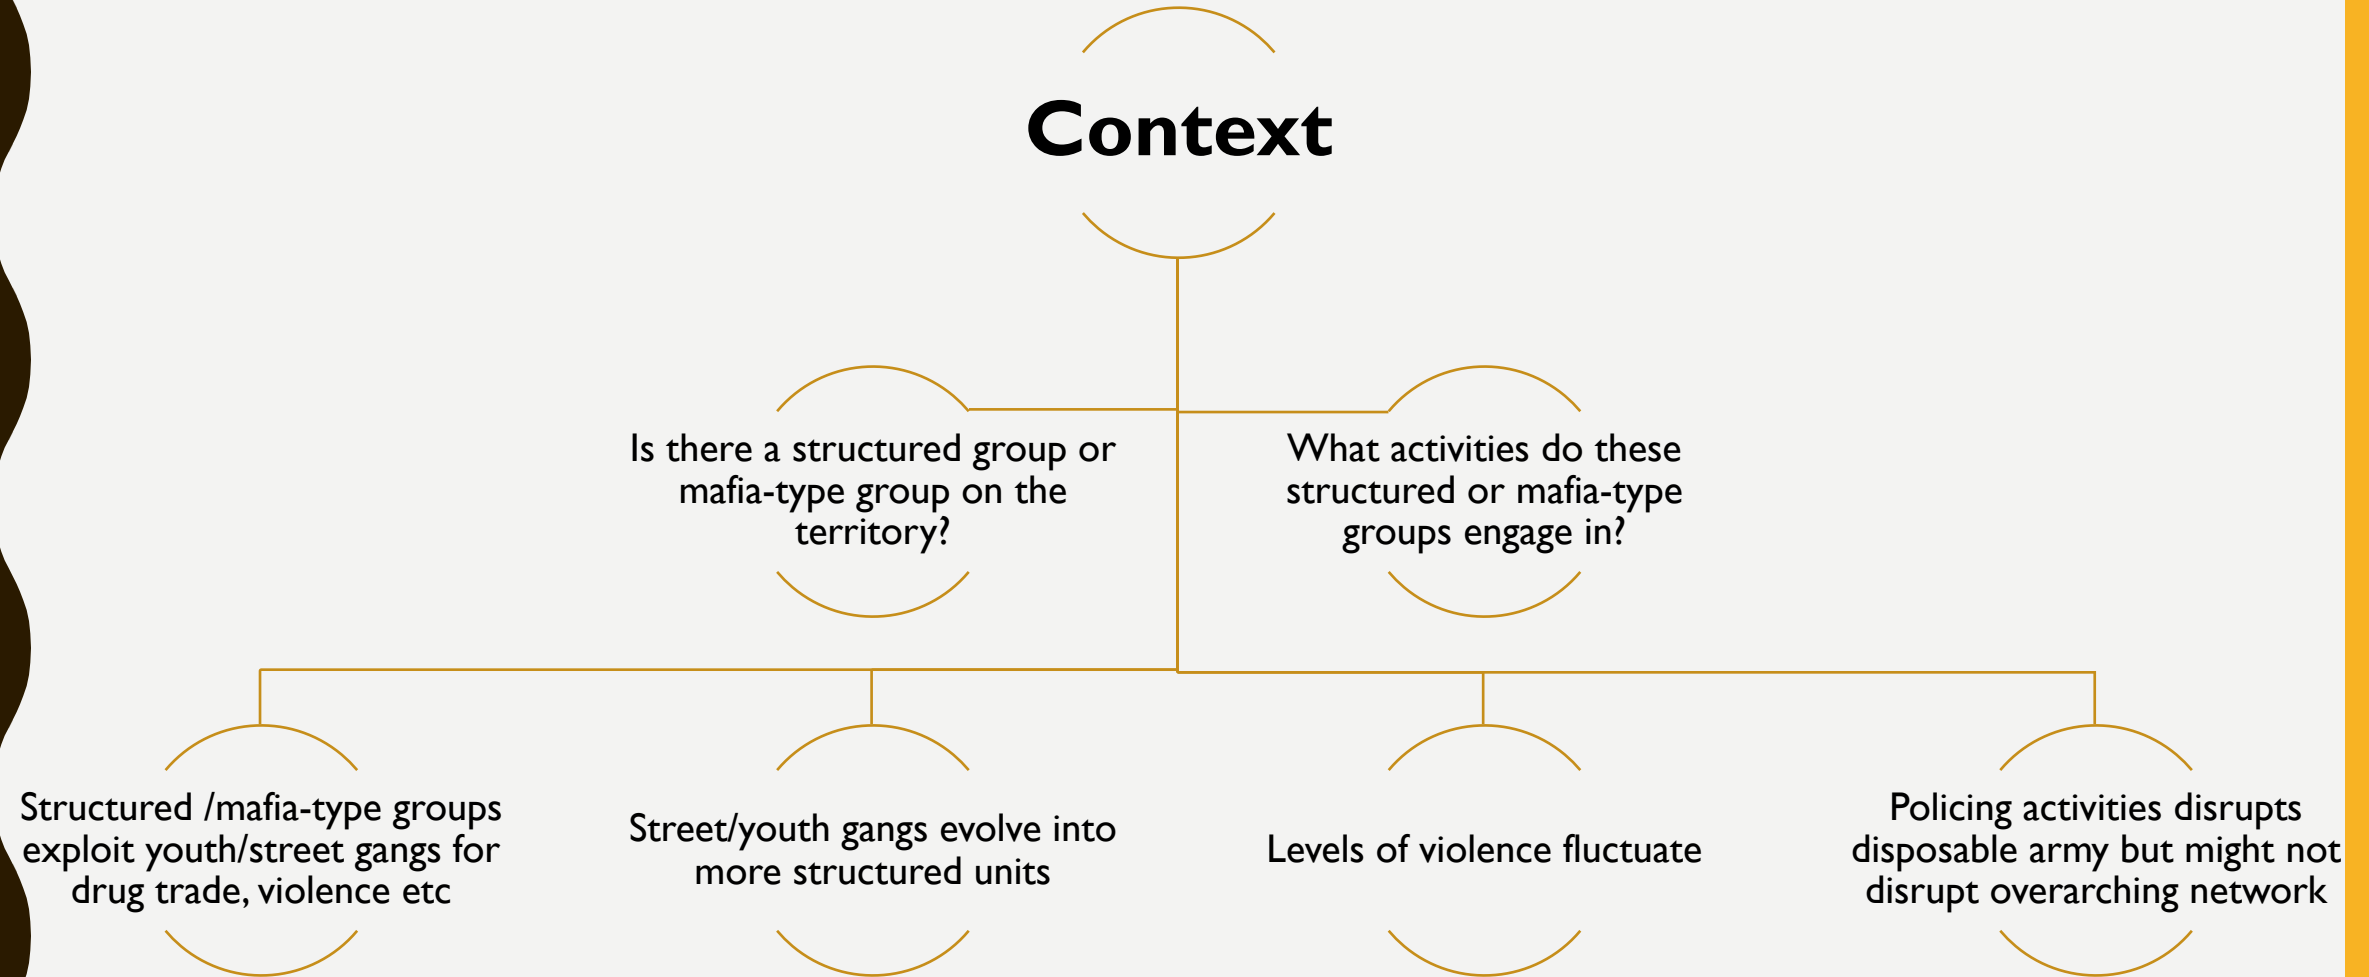 Context
Is there a structured group or
mafia-type group on the
territory?
What activities do these
structured or mafia-type
groups engage in?
Structured /mafia-type groups
exploit youth/street gangs for
drug trade, violence etc
Street/youth gangs evolve into
more structured units
Levels of violence fluctuate
Policing activities disrupts
disposable army but might not
disrupt overarching network